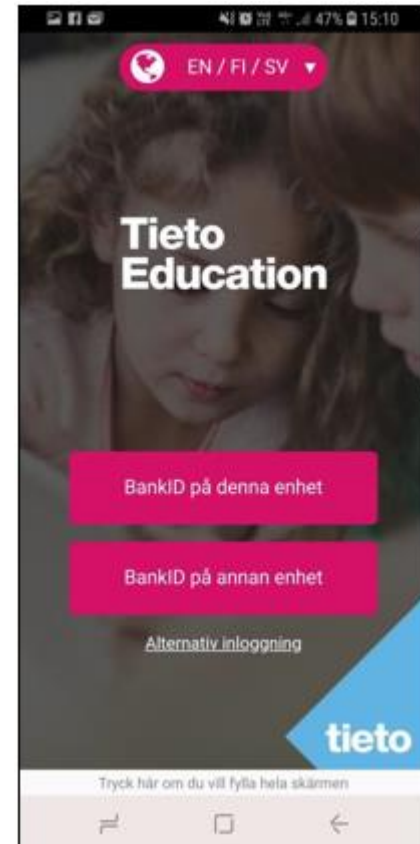 47% 15:10
EN / FI / SV
Tieto
Education
BankID på denna enhet
BankID på annan enhet
Alternativ inloggning
tieto
Tryck här om du vill fylla hela skärmen